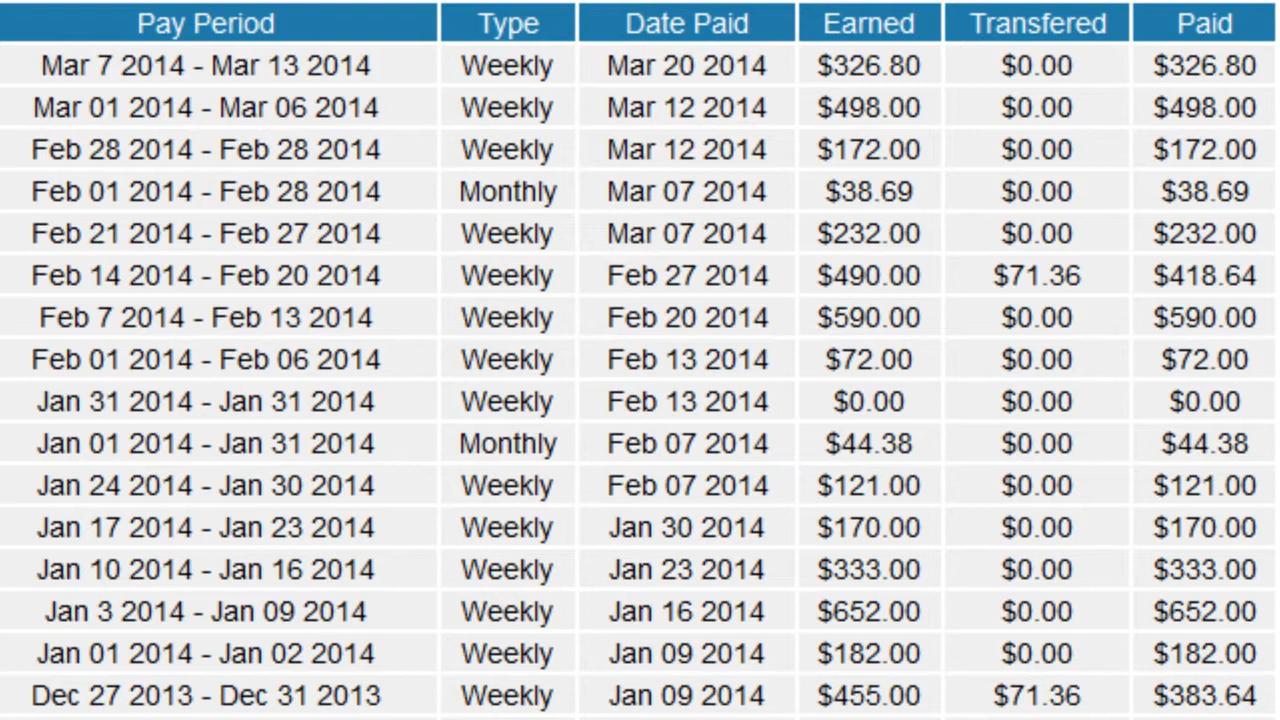 Pay Period Type Date Paid Earned Transfered Paid
Mar 7 2014 - Mar 13 2014 Weekly Mar 20 2014 $326.80 $0.00 $326.80
Mar 01 2014 - Mar 06 2014 Weekly Mar 12 2014 $498.00 $0.00 $498.00
Feb 28 2014 - Feb 28 2014 Weekly Mar 12 2014 $172.00 $0.00 $172.00
Feb 01 2014 - Feb 28 2014 Monthly Mar 07 2014 $38.69 $0.00 $38.69
Feb 21 2014 - Feb 27 2014 Weekly Mar 07 2014 $232.00 $0.00 $232.00
Feb 14 2014 - Feb 20 2014 Weekly Feb 27 2014 $490.00 $71.36 $418.64
Feb 7 2014 - Feb 13 2014 Weekly Feb 20 2014 $590.00 $0.00 $590.00
Feb 01 2014 - Feb 06 2014 Weekly Feb 13 2014 $72.00 $0.00 $72.00
Jan 31 2014 - Jan 31 2014 Weekly Feb 13 2014 $0.00 $0.00 $0.00
Jan 01 2014 - Jan 31 2014 Monthly Feb 07 2014 $44.38 $0.00 $44.38
Jan 24 2014 - Jan 30 2014 Weekly Feb 07 2014 $121.00 $0.00 $121.00
Jan 17 2014 - Jan 23 2014 Weekly Jan 30 2014 $170.00 $0.00 $170.00
Jan 10 2014 - Jan 16 2014 Weekly Jan 23 2014 $333.00 $0.00 $333.00
Jan 3 2014 - Jan 09 2014 Weekly Jan 16 2014 $652.00 $0.00 $652.00
Jan 01 2014 - Jan 02 2014 Weekly Jan 09 2014 $182.00 $0.00 $182.00
Dec 27 2013 - Dec 31 2013 Weekly Jan 09 2014 $455.00 $71.36 $383.64